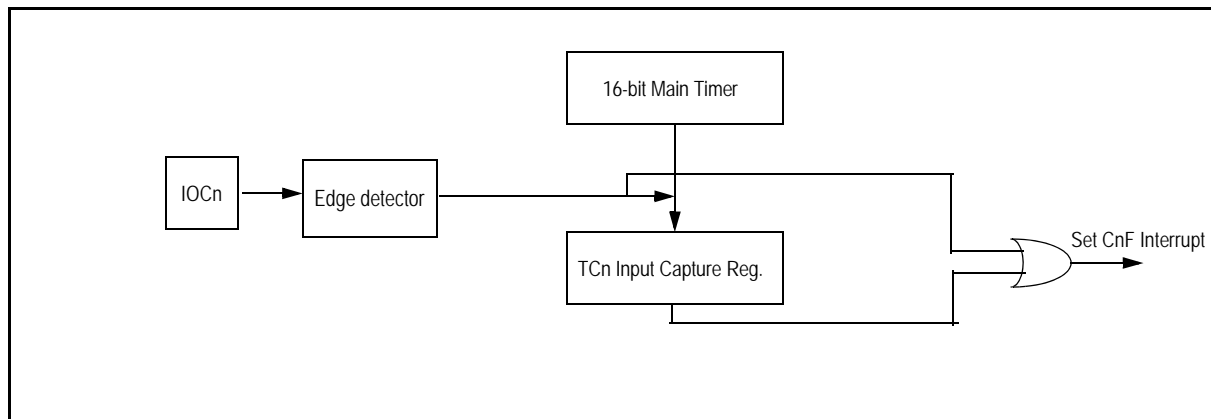 16-bit Main Timer
IOCn
Edge detector
Set CnF Interrupt
TCn Input Capture Reg.